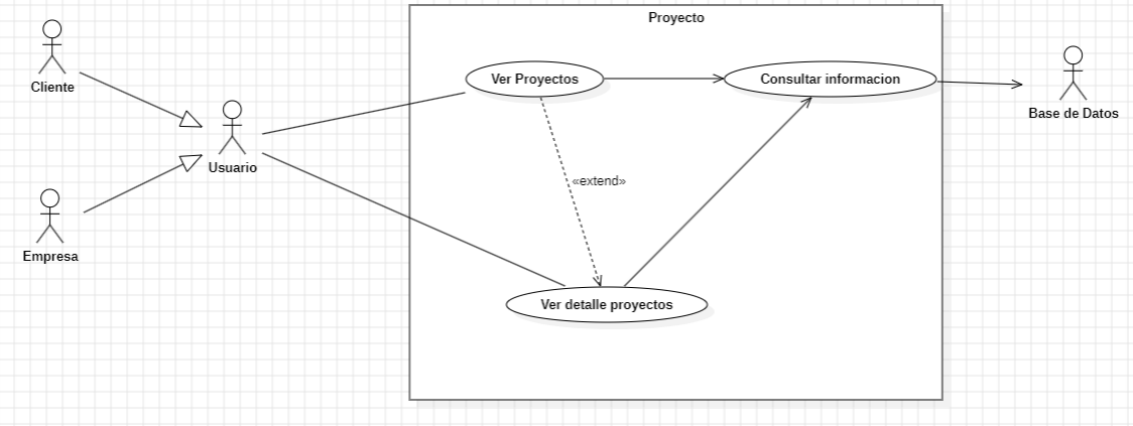 Proyecto
Cliente
Ver Proyectos
Consultar informacion
Base de Datos
Usuario
«extend»
Empresa
Ver detalle proyectos